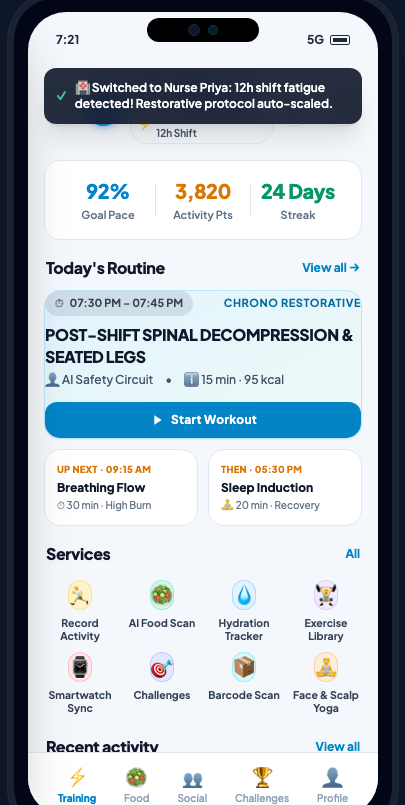 7:21
5G
Switched to Nurse Priya: 12h shift fatigue
detected! Restorative protocol auto-scaled.
12h Shift
92%
Goal Pace
3,820
Activity Pts
24 Days
Streak
Today's Routine
View all →
07:30 PM – 07:45 PM
CHRONO RESTORATIVE
POST-SHIFT SPINAL DECOMPRESSION &
SEATED LEGS
AI Safety Circuit • 15 min · 95 kcal
Start Workout
UP NEXT · 09:15 AM
Breathing Flow
30 min · High Burn
THEN · 05:30 PM
Sleep Induction
20 min · Recovery
Services
All
Record
Activity
AI Food Scan
Hydration
Tracker
Exercise
Library
Smartwatch
Sync
Challenges
Barcode Scan
Face & Scalp
Yoga
Recent activity
View all
Training
Food
Social
Challenges
Profile